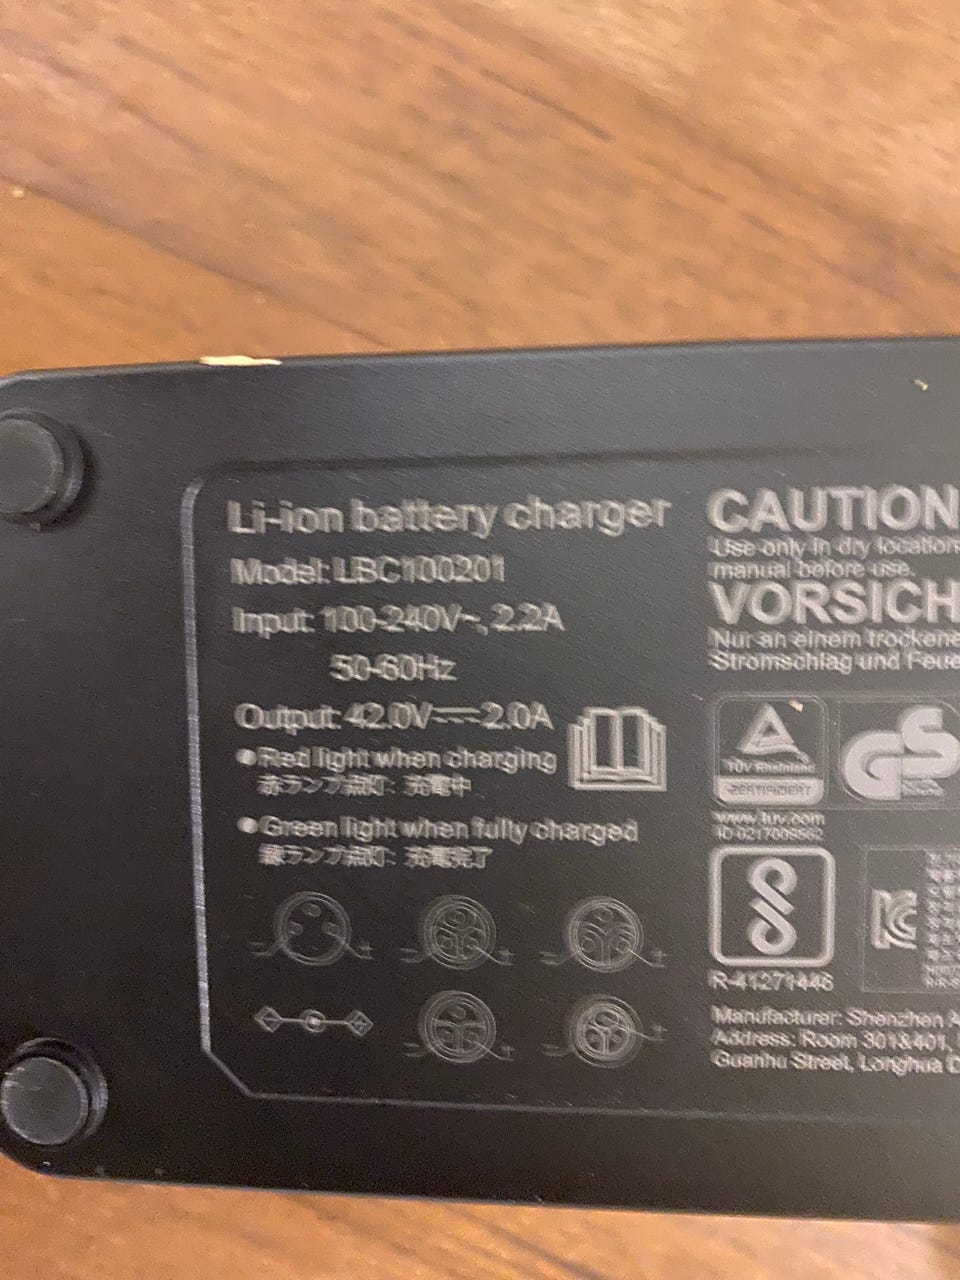 Li-ion battery charger
Model: LBC100201
Input: 100-240V~, 2.2A
50-60Hz
Output: 42.0V 2.0A
●Red light when charging
赤ランプ点灯：充電中
●Green light when fully charged
緑ランプ点灯：充電完了
CAUTION
Use only in dry location
manual before use.
VORSICH
Nur an einem trockene
Stromschlag und Feue
TÜV Rheinland
ZERTIFIZIERT
GS
www.tuv.com
ID 0217009562
R-41271446
Manufacturer: Shenzhen A
Address: Room 301&401,
Guanhu Street, Longhua D